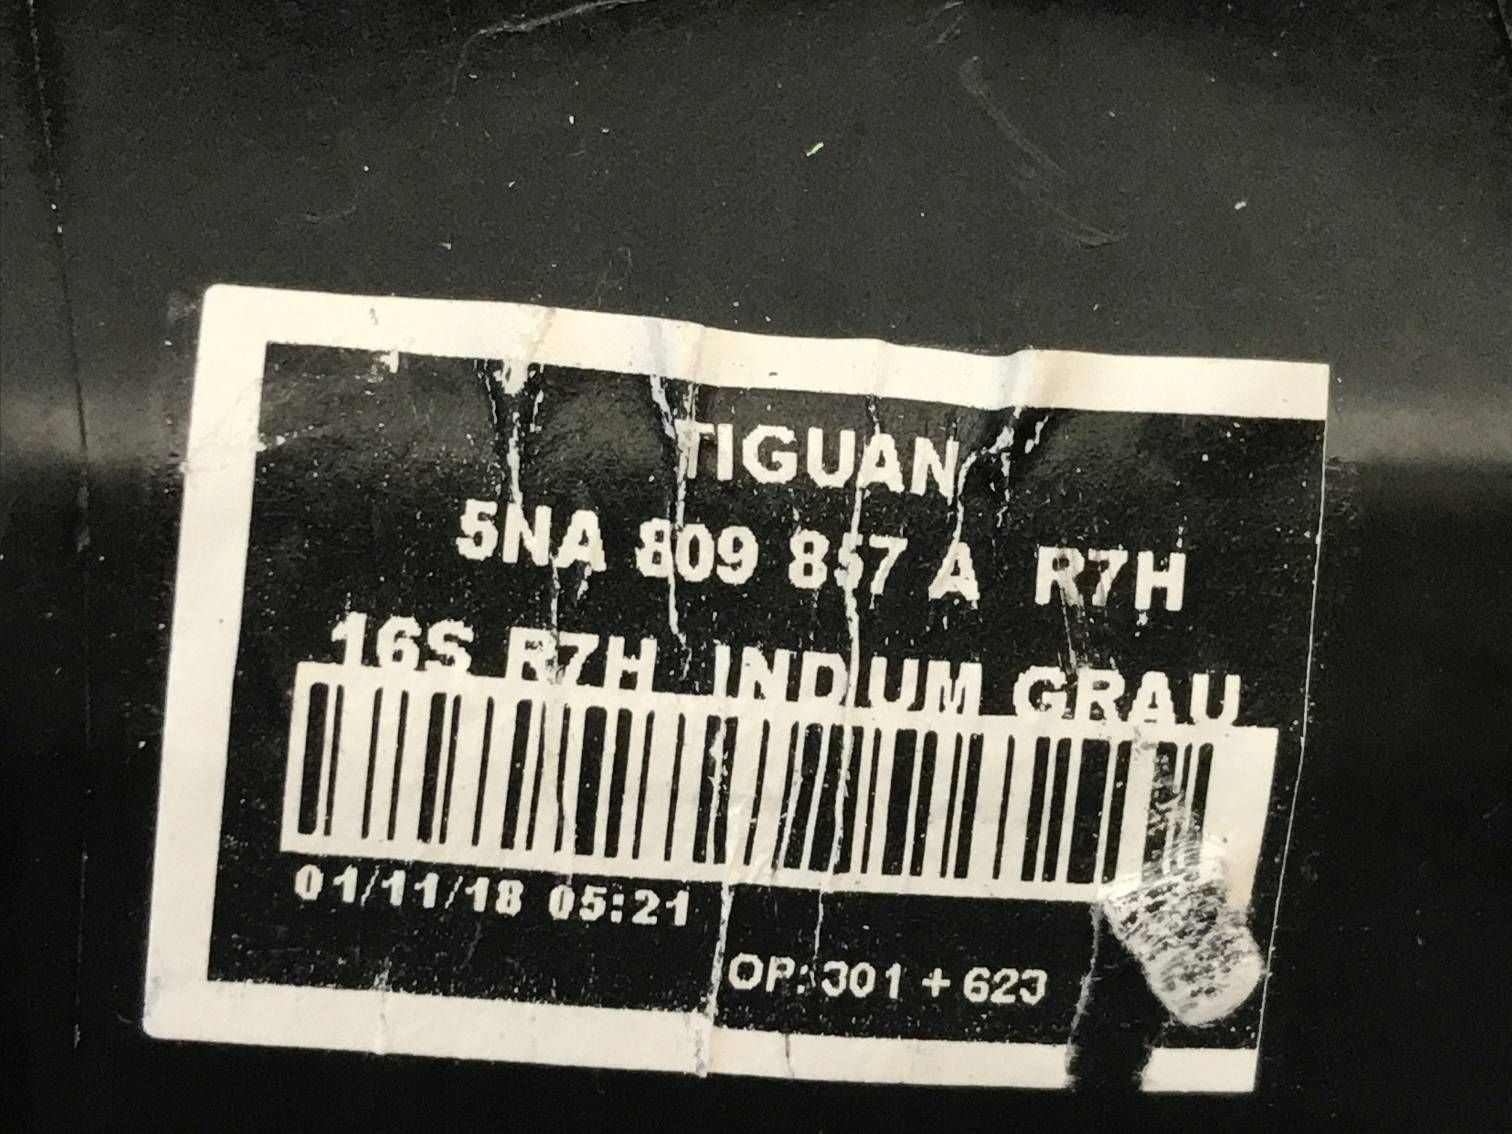 TIGUAN
5NA 809 857 A R7H
16S R7H INDIUM GRAU
01/11/18 05:21
OP: 301 + 623